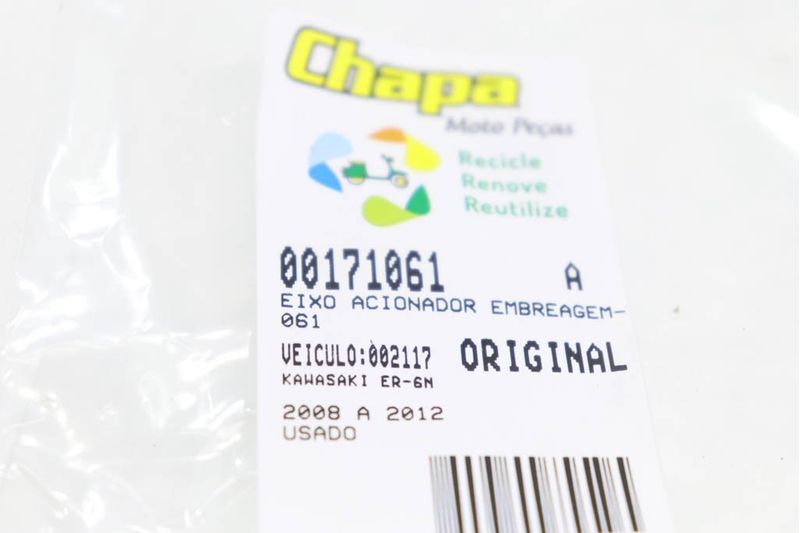 Chapa
Moto Peças
Recicle
Renove
Reutilize
00171061 A
EIXO ACIONADOR EMBREAGEM-
061
VEICULO:002117 ORIGINAL
KAWASAKI ER-6N
2008 A 2012
USADO